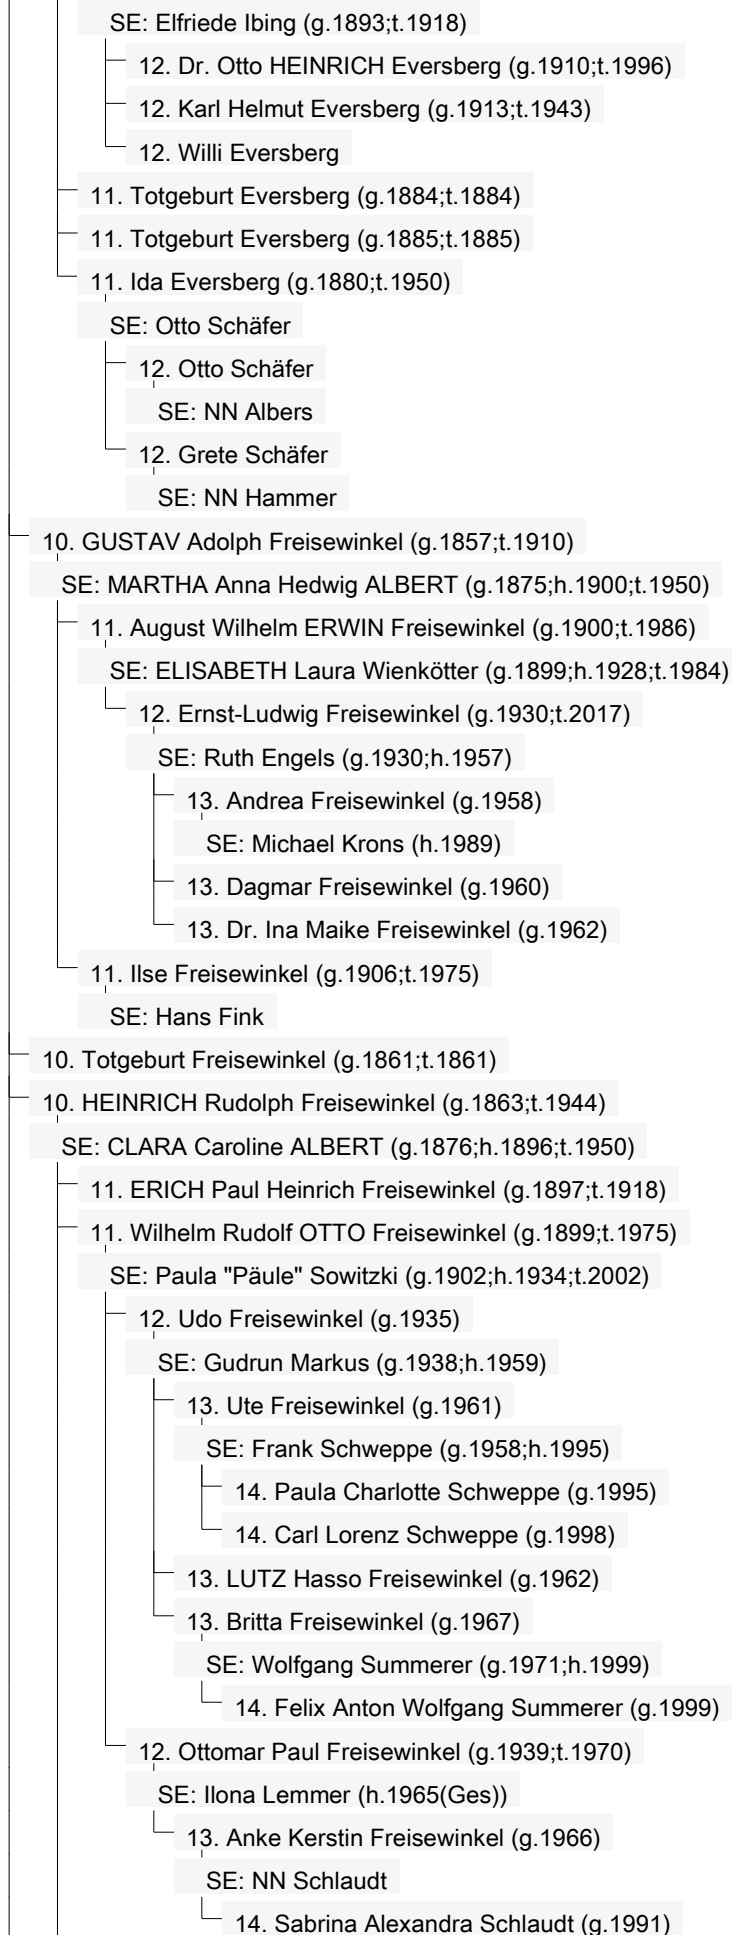 SE: Elfriede Ibing (g.1893;t.1918)
12. Dr. Otto HEINRICH Eversberg (g.1910;t.1996)
12. Karl Helmut Eversberg (g.1913;t.1943)
12. Willi Eversberg
11. Totgeburt Eversberg (g.1884;t.1884)
11. Totgeburt Eversberg (g.1885;t.1885)
11. Ida Eversberg (g.1880;t.1950)
SE: Otto Schäfer
12. Otto Schäfer
SE: NN Albers
12. Grete Schäfer
SE: NN Hammer
10. GUSTAV Adolph Freisewinkel (g.1857;t.1910)
SE: MARTHA Anna Hedwig ALBERT (g.1875;h.1900;t.1950)
11. August Wilhelm ERWIN Freisewinkel (g.1900;t.1986)
SE: ELISABETH Laura Wienkötter (g.1899;h.1928;t.1984)
12. Ernst-Ludwig Freisewinkel (g.1930;t.2017)
SE: Ruth Engels (g.1930;h.1957)
13. Andrea Freisewinkel (g.1958)
SE: Michael Krons (h.1989)
13. Dagmar Freisewinkel (g.1960)
13. Dr. Ina Maike Freisewinkel (g.1962)
11. Ilse Freisewinkel (g.1906;t.1975)
SE: Hans Fink
10. Totgeburt Freisewinkel (g.1861;t.1861)
10. HEINRICH Rudolph Freisewinkel (g.1863;t.1944)
SE: CLARA Caroline ALBERT (g.1876;h.1896;t.1950)
11. ERICH Paul Heinrich Freisewinkel (g.1897;t.1918)
11. Wilhelm Rudolf OTTO Freisewinkel (g.1899;t.1975)
SE: Paula "Päule" Sowitzki (g.1902;h.1934;t.2002)
12. Udo Freisewinkel (g.1935)
SE: Gudrun Markus (g.1938;h.1959)
13. Ute Freisewinkel (g.1961)
SE: Frank Schweppe (g.1958;h.1995)
14. Paula Charlotte Schweppe (g.1995)
14. Carl Lorenz Schweppe (g.1998)
13. LUTZ Hasso Freisewinkel (g.1962)
13. Britta Freisewinkel (g.1967)
SE: Wolfgang Summerer (g.1971;h.1999)
14. Felix Anton Wolfgang Summerer (g.1999)
12. Ottomar Paul Freisewinkel (g.1939;t.1970)
SE: Ilona Lemmer (h.1965(Ges))
13. Anke Kerstin Freisewinkel (g.1966)
SE: NN Schlaudt
14. Sabrina Alexandra Schlaudt (g.1991)